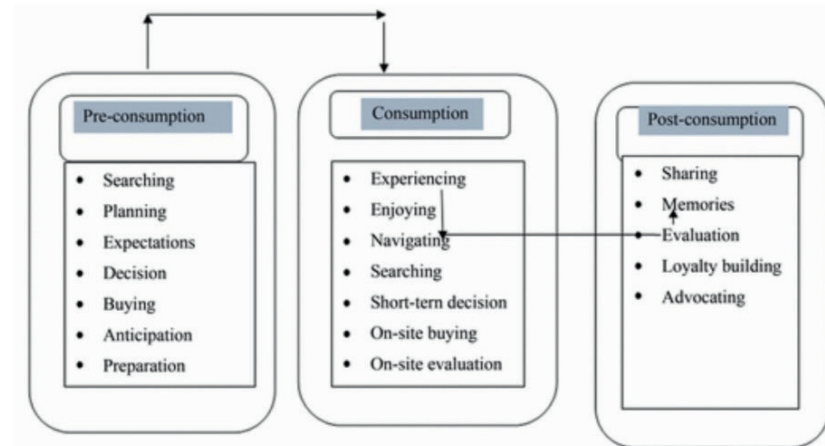 Pre-consumption
• Searching
• Planning
• Expectations
• Decision
• Buying
• Anticipation
• Preparation
Consumption
• Experiencing
• Enjoying
• Navigating
• Searching
• Short-tern decision
• On-site buying
• On-site evaluation
Post-consumption
• Sharing
• Memories
• Evaluation
• Loyalty building
• Advocating